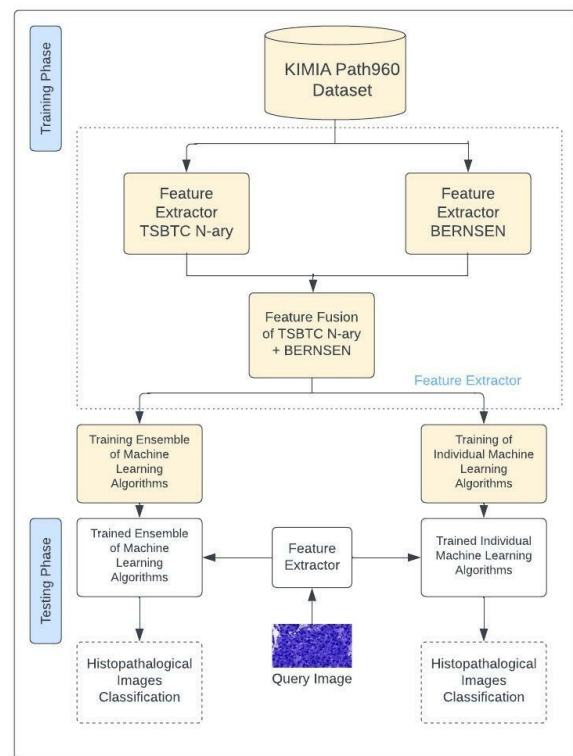 Training Phase
KIMIA Path960
Dataset
Feature
Extractor
TSBTC N-ary
Feature
Extractor
BERNSEN
Feature Fusion
of TSBTC N-ary
+ BERNSEN
Feature Extractor
Training Ensemble
of Machine
Learning
Algorithms
Training of
Individual Machine
Learning
Algorithms
Testing Phase
Trained Ensemble
of Machine
Learning
Algorithms
Feature
Extractor
Trained Individual
Machine Learning
Algorithms
Histopathalogical
Images
Classification
Query Image
Histopathalogical
Images
Classification